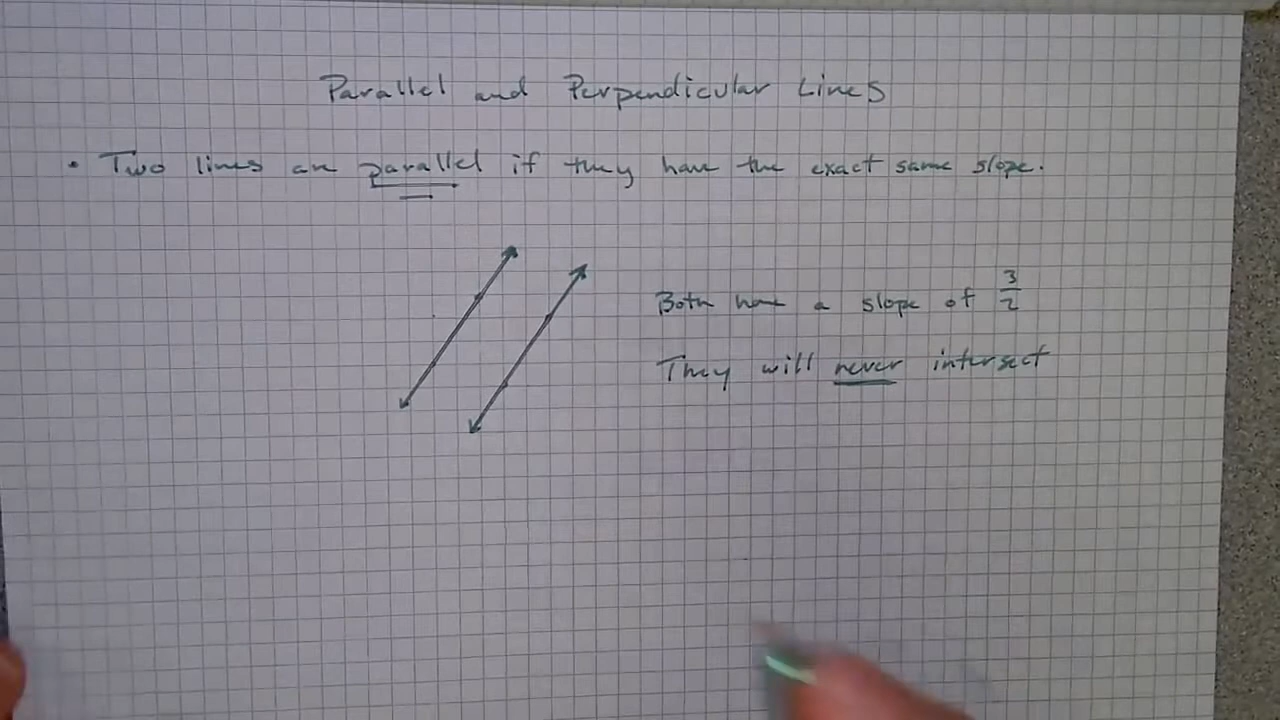 Parallel and Perpendicular Lines
• Two lines are parallel if they have the exact same slope.
Both have a slope of 3/2
They will never intersect